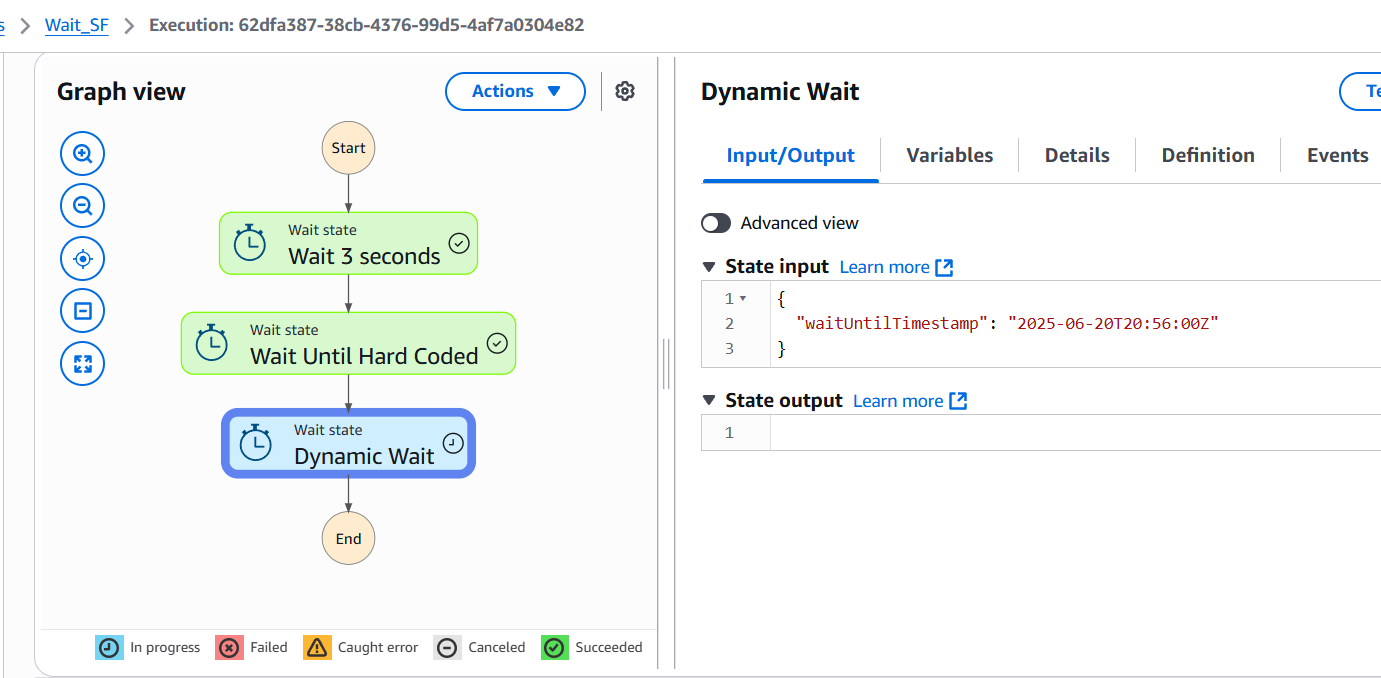 s > Wait_SF > Execution: 62dfa387-38cb-4376-99d5-4af7a0304e82
Graph view
Actions
Start
Wait state
Wait 3 seconds
Wait state
Wait Until Hard Coded
Wait state
Dynamic Wait
End
In progress Failed Caught error Canceled Succeeded
Dynamic Wait
Te
Input/Output Variables Details Definition Events
Advanced view
State input Learn more
1 {
2 "waitUntilTimestamp": "2025-06-20T20:56:00Z"
3 }
State output Learn more
1